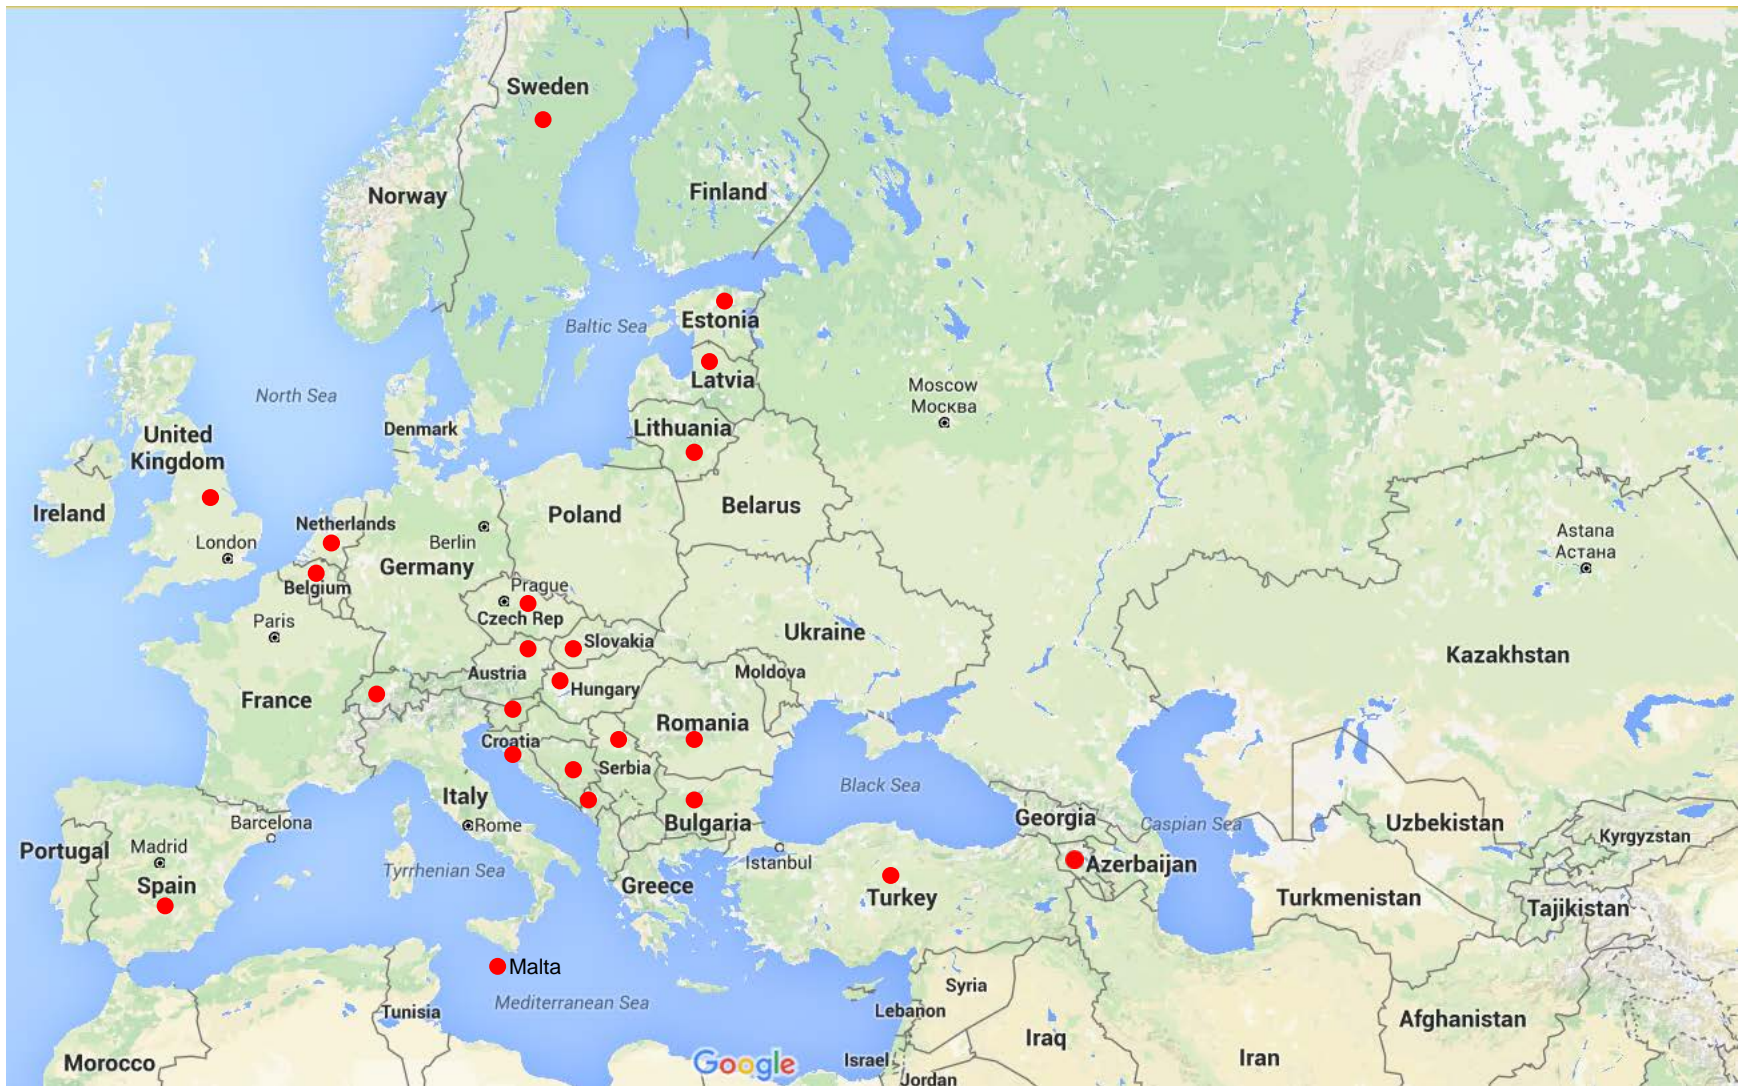 Sweden
Norway
Finland
Estonia
Baltic Sea
Latvia
North Sea
Moscow
Москва
Denmark
Lithuania
United
Kingdom
Ireland
Netherlands
Poland
Belarus
London
Berlin
Germany
Astana
Астана
Belgium
Prague
Czech Rep
Paris
Ukraine
Slovakia
Kazakhstan
Austria
Moldova
Hungary
France
Romania
Croatia
Serbia
Black Sea
Italy
Georgia
Caspian Sea
Uzbekistan
Kyrgyzstan
Barcelona
Rome
Bulgaria
Portugal
Madrid
Istanbul
Azerbaijan
Tyrrhenian Sea
Spain
Greece
Turkey
Turkmenistan
Tajikistan
Malta
Syria
Mediterranean Sea
Tunisia
Lebanon
Afghanistan
Iraq
Iran
Morocco
Google
Israel
Jordan